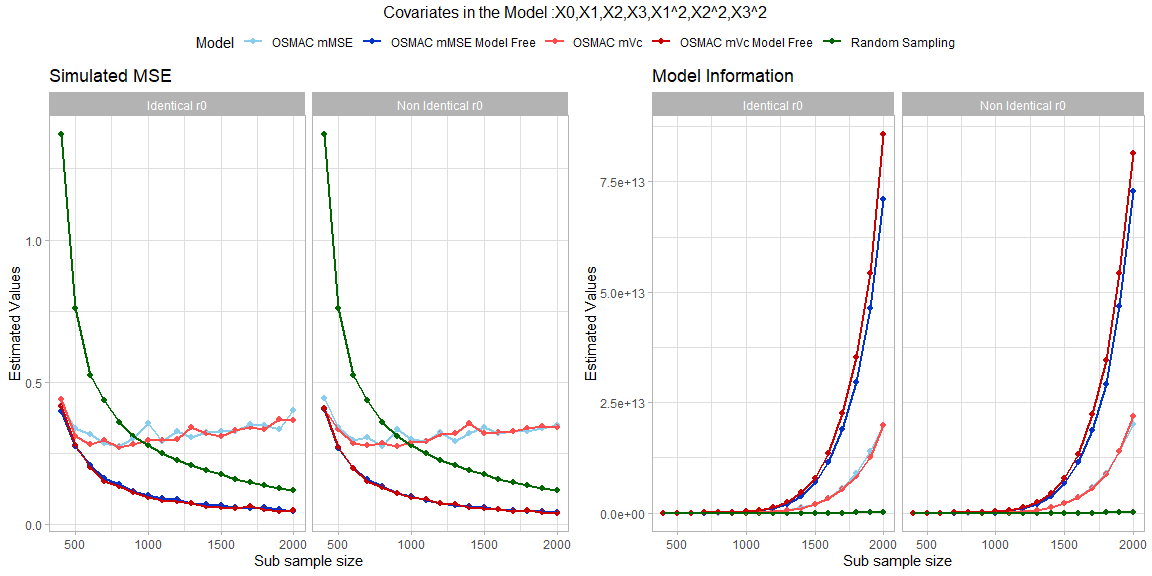 Covariates in the Model :X0,X1,X2,X3,X1^2,X2^2,X3^2
Model OSMAC mMSE OSMAC mMSE Model Free OSMAC mVc OSMAC mVc Model Free Random Sampling
Simulated MSE
Identical r0 Non Identical r0
Estimated Values
1.0
0.5
0.0
500 1000 1500 2000 500 1000 1500 2000
Sub sample size
Model Information
Identical r0 Non Identical r0
Estimated Values
7.5e+13
5.0e+13
2.5e+13
0.0e+00
500 1000 1500 2000 500 1000 1500 2000
Sub sample size